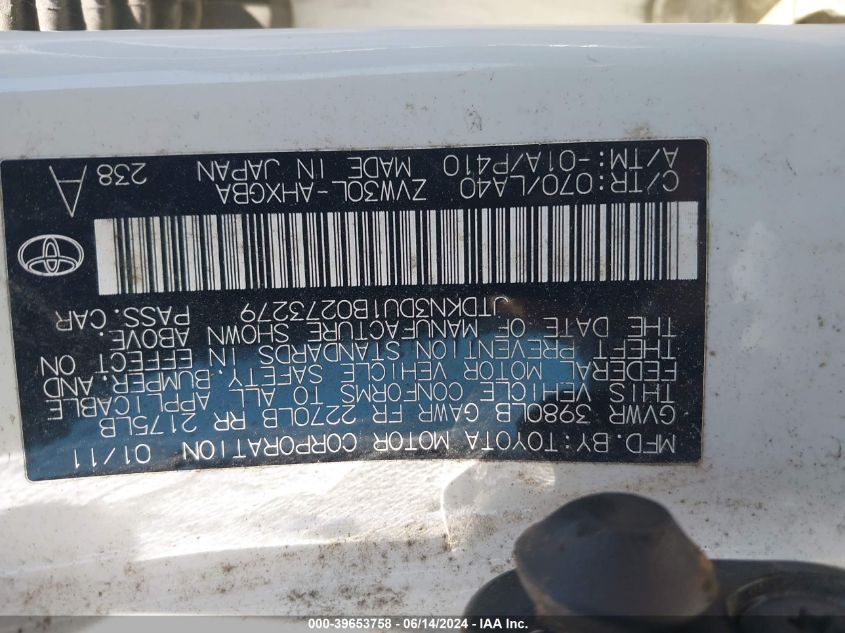 MFD. BY: TOYOTA MOTOR CORPORATION 01/11
GVWR 3980LB GAWR FR 2270LB RR 2175LB
THIS VEHICLE CONFORMS TO ALL APPLICABLE
FEDERAL MOTOR VEHICLE SAFETY, BUMPER, AND
THEFT PREVENTION STANDARDS IN EFFECT ON
THE DATE OF MANUFACTURE SHOWN ABOVE.
JTDKN3DU1B0273279 PASS. CAR
C/TR: 070/LA40 ZVW30L-AHXGBA
A/TM: -01A/P410 MADE IN JAPAN 238 A
000-39653758 - 06/14/2024 - IAAI.com